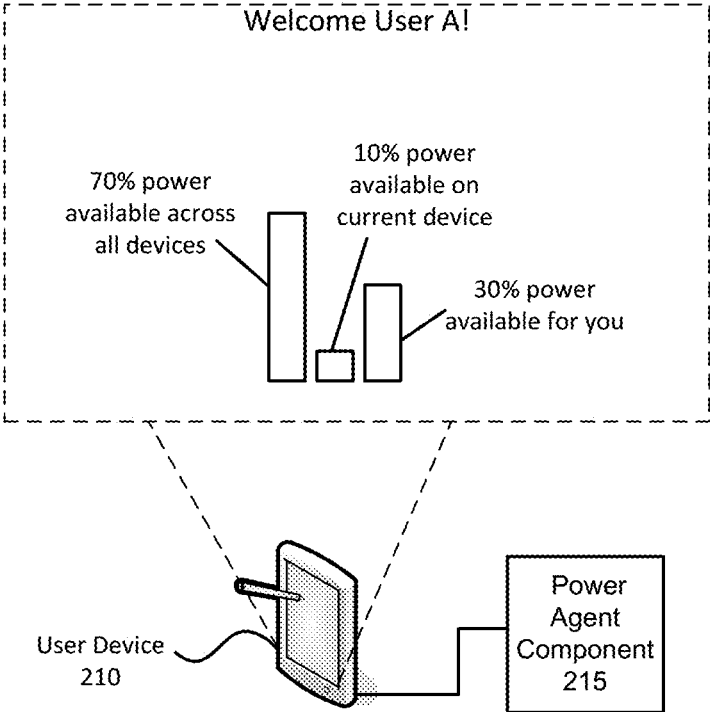 Welcome User A!
70% power
available across
all devices
10% power
available on
current device
30% power
available for you
User Device
210
Power
Agent
Component
215